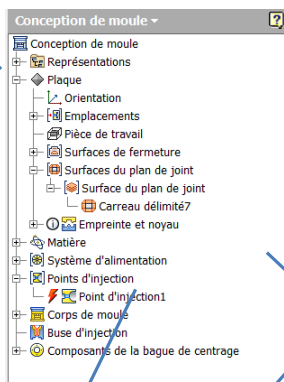 Conception de moule
Conception de moule
Représentations
Plaque
Orientation
Emplacements
Pièce de travail
Surfaces de fermeture
Surfaces du plan de joint
Surface du plan de joint
Carreau délimité7
Empreinte et noyau
Matière
Système d'alimentation
Points d'injection
Point d'injection1
Corps de moule
Buse d'injection
Composants de la bague de centrage